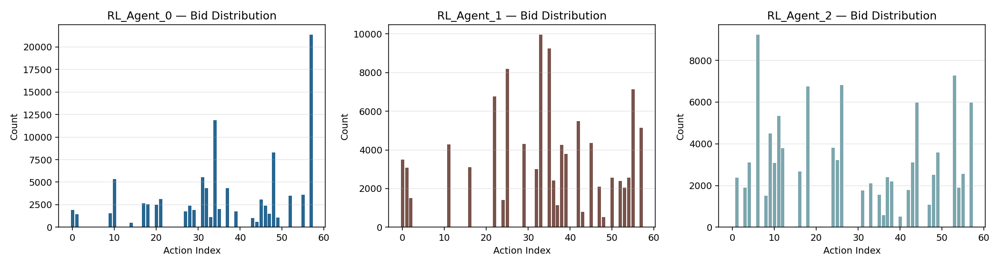 RL_Agent_0 — Bid Distribution
20000
17500
15000
12500
10000
7500
5000
2500
0
Count
0 10 20 30 40 50 60
Action Index
RL_Agent_1 — Bid Distribution
10000
8000
6000
4000
2000
0
Count
0 10 20 30 40 50 60
Action Index
RL_Agent_2 — Bid Distribution
8000
6000
4000
2000
0
Count
0 10 20 30 40 50 60
Action Index